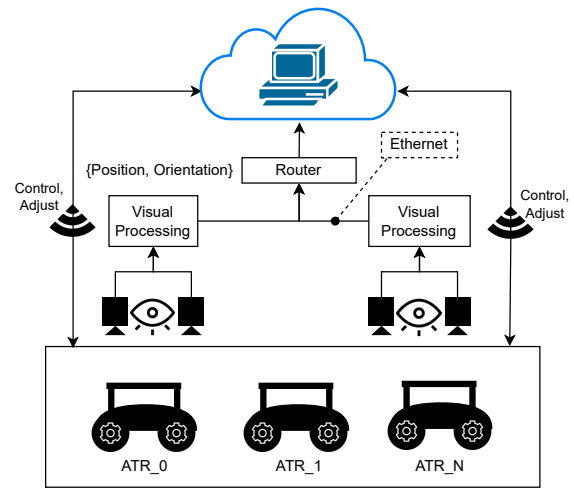 Ethernet
{Position, Orientation}
Router
Control,
Adjust
Visual
Processing
Visual
Processing
Control,
Adjust
ATR_0
ATR_1
ATR_N